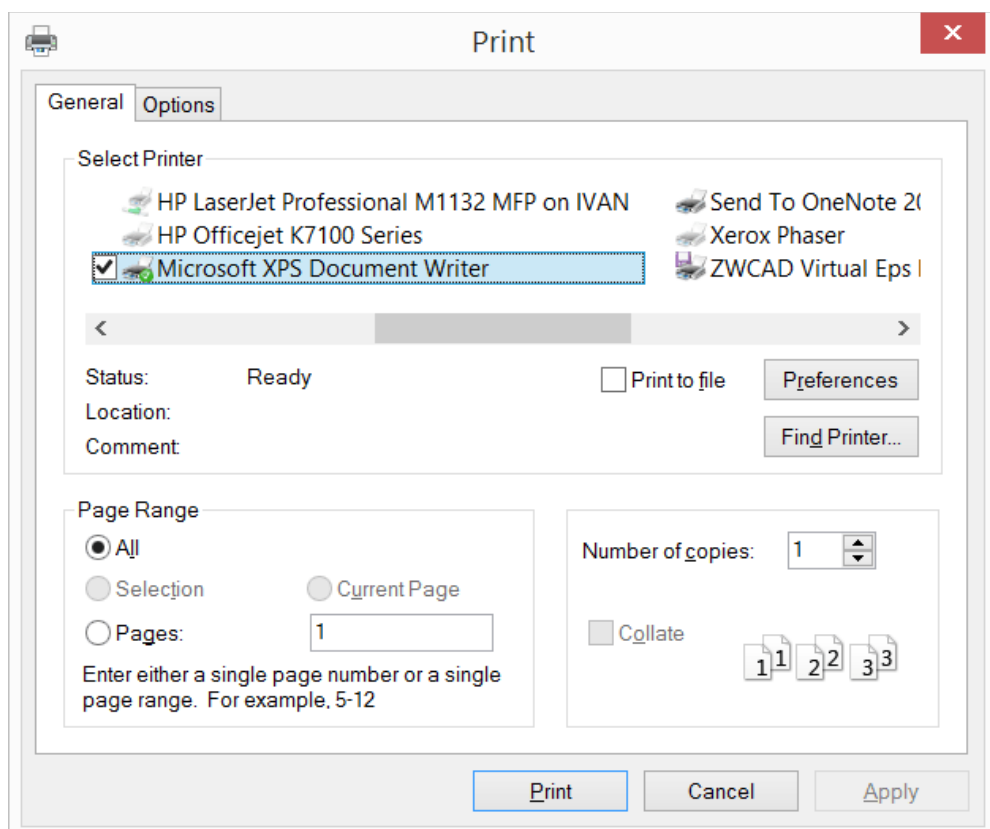 Print
General Options
Select Printer
HP LaserJet Professional M1132 MFP on IVAN Send To OneNote 20
HP Officejet K7100 Series Xerox Phaser
Microsoft XPS Document Writer ZWCAD Virtual Eps
Status: Ready Print to file Preferences
Location:
Comment: Find Printer...
Page Range
All Number of copies: 1
Selection Current Page
Pages: 1 Collate
1 1 2 2 3 3
Enter either a single page number or a single
page range. For example, 5-12
Print Cancel Apply